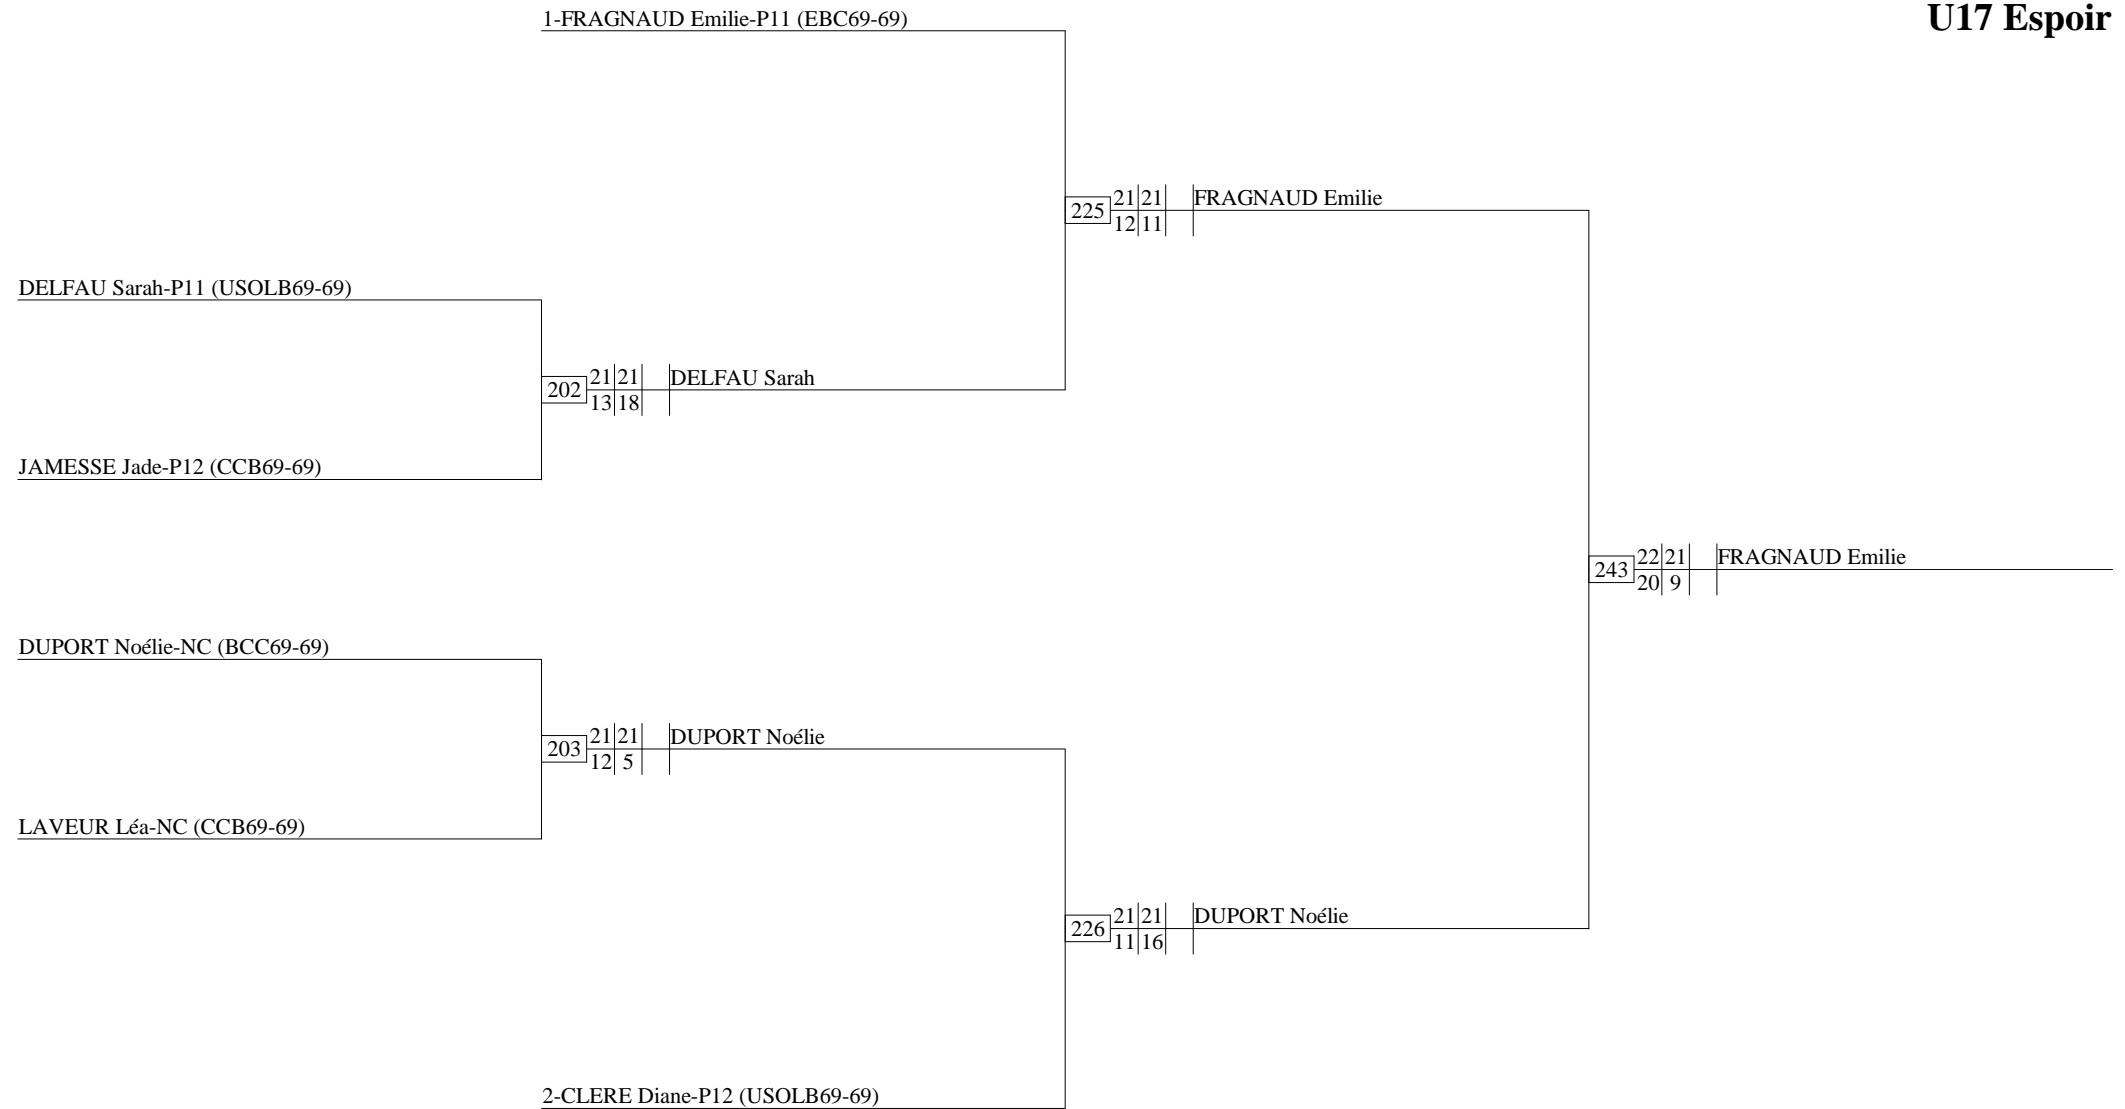 U17 Espoir
1-FRAGNAUD Emilie-P11 (EBC69-69)
225 21 21 FRAGNAUD Emilie
12 11
DELFAU Sarah-P11 (USOLB69-69)
202 21 21 DELFAU Sarah
13 18
JAMESSE Jade-P12 (CCB69-69)
243 22 21 FRAGNAUD Emilie
20 9
DUPORT Noélie-NC (BCC69-69)
203 21 21 DUPORT Noélie
12 5
LAVEUR Léa-NC (CCB69-69)
226 21 21 DUPORT Noélie
11 16
2-CLERE Diane-P12 (USOLB69-69)